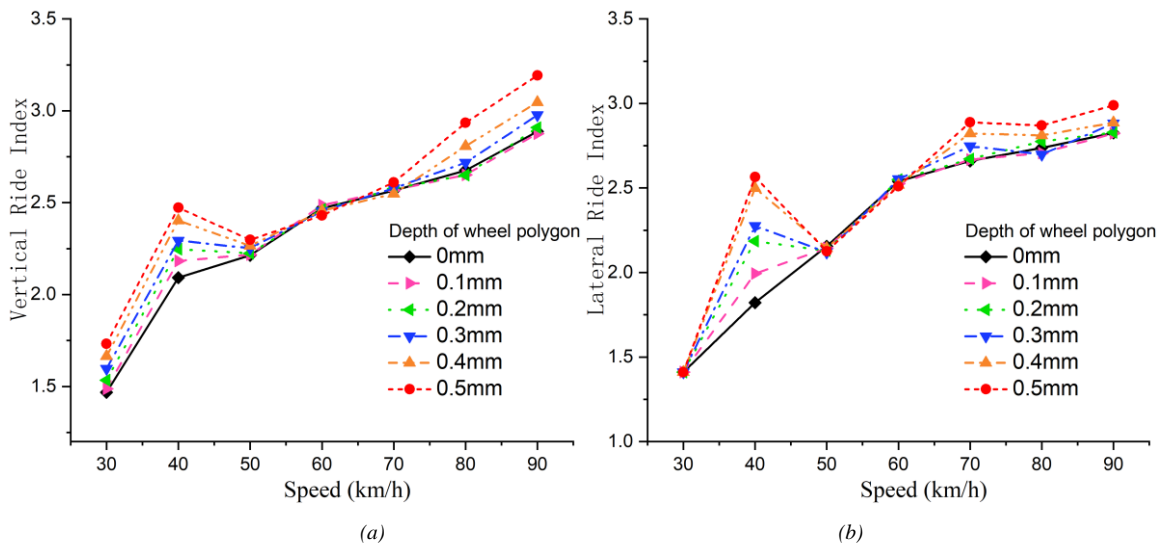 3.5
3.0
2.5
2.0
1.5
Vertical Ride Index
30 40 50 60 70 80 90
Speed (km/h)
Depth of wheel polygon
0mm
0.1mm
0.2mm
0.3mm
0.4mm
0.5mm
(a)
3.5
3.0
2.5
2.0
1.5
1.0
Lateral Ride Index
30 40 50 60 70 80 90
Speed (km/h)
Depth of wheel polygon
0mm
0.1mm
0.2mm
0.3mm
0.4mm
0.5mm
(b)